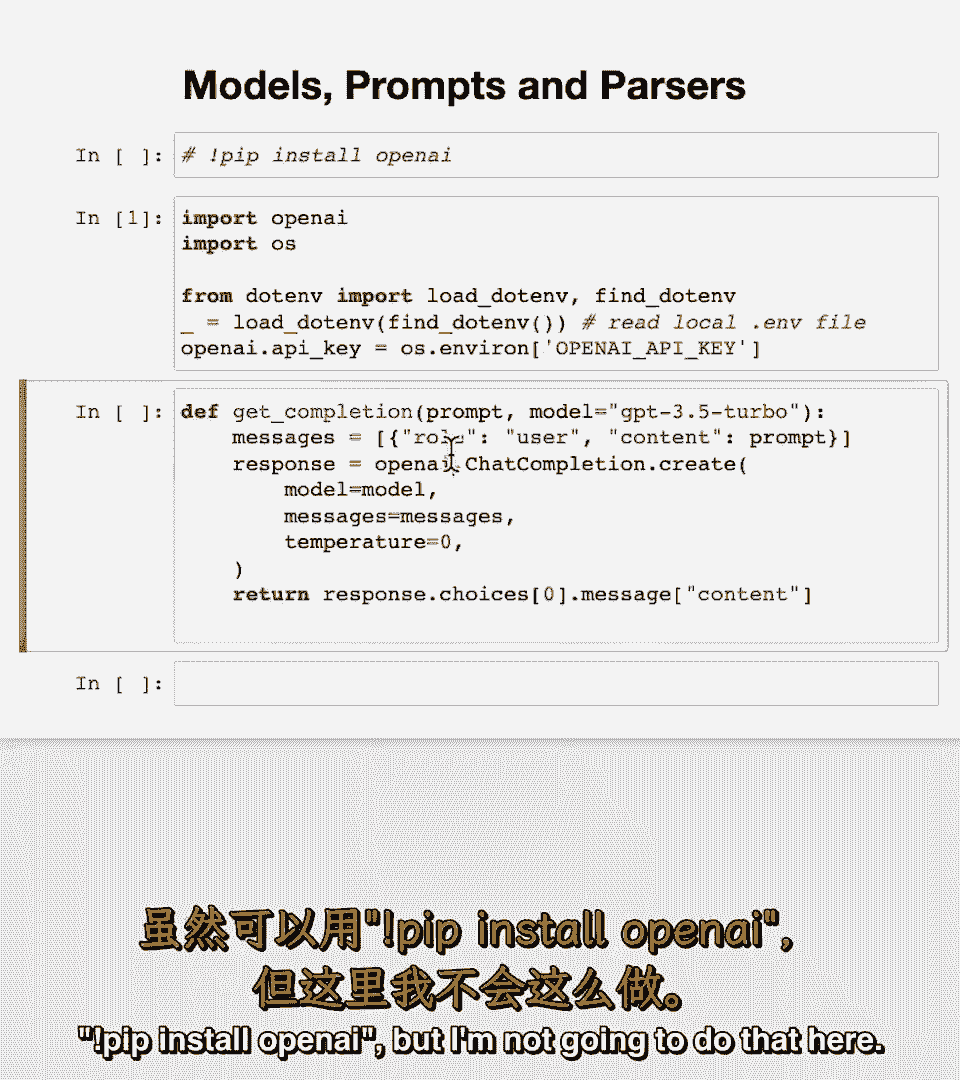 Models, Prompts and Parsers
In [ ]: # !pip install openai
In [1]: import openai
import os
from dotenv import load_dotenv, find_dotenv
_ = load_dotenv(find_dotenv()) # read local .env file
openai.api_key = os.environ['OPENAI_API_KEY']
In [ ]: def get_completion(prompt, model="gpt-3.5-turbo"):
    messages = [{"role": "user", "content": prompt}]
    response = openai.ChatCompletion.create(
        model=model,
        messages=messages,
        temperature=0,
    )
    return response.choices[0].message["content"]
In [ ]:
虽然可以用"!pip install openai",
但这里我不会这么做。
"!pip install openai", but I'm not going to do that here.